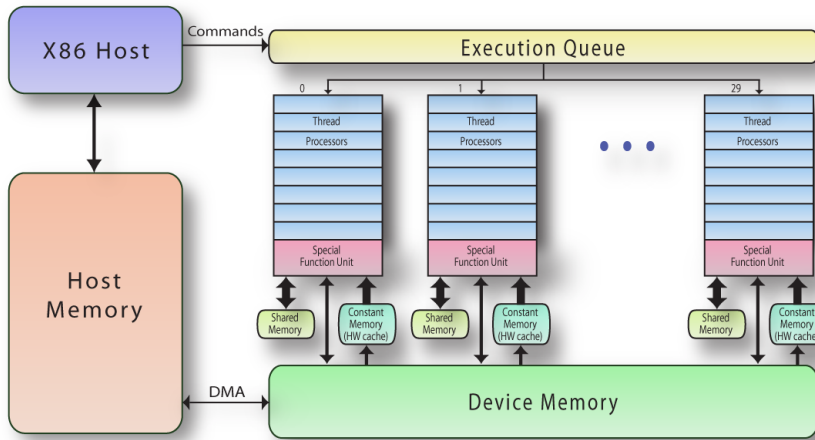 X86 Host
Commands
Execution Queue
0
1
29
Thread
Processors
Thread
Processors
Thread
Processors
Special
Function Unit
Special
Function Unit
Special
Function Unit
Shared
Memory
Constant
Memory
(HW cache)
Shared
Memory
Constant
Memory
(HW cache)
Shared
Memory
Constant
Memory
(HW cache)
Host
Memory
DMA
Device Memory